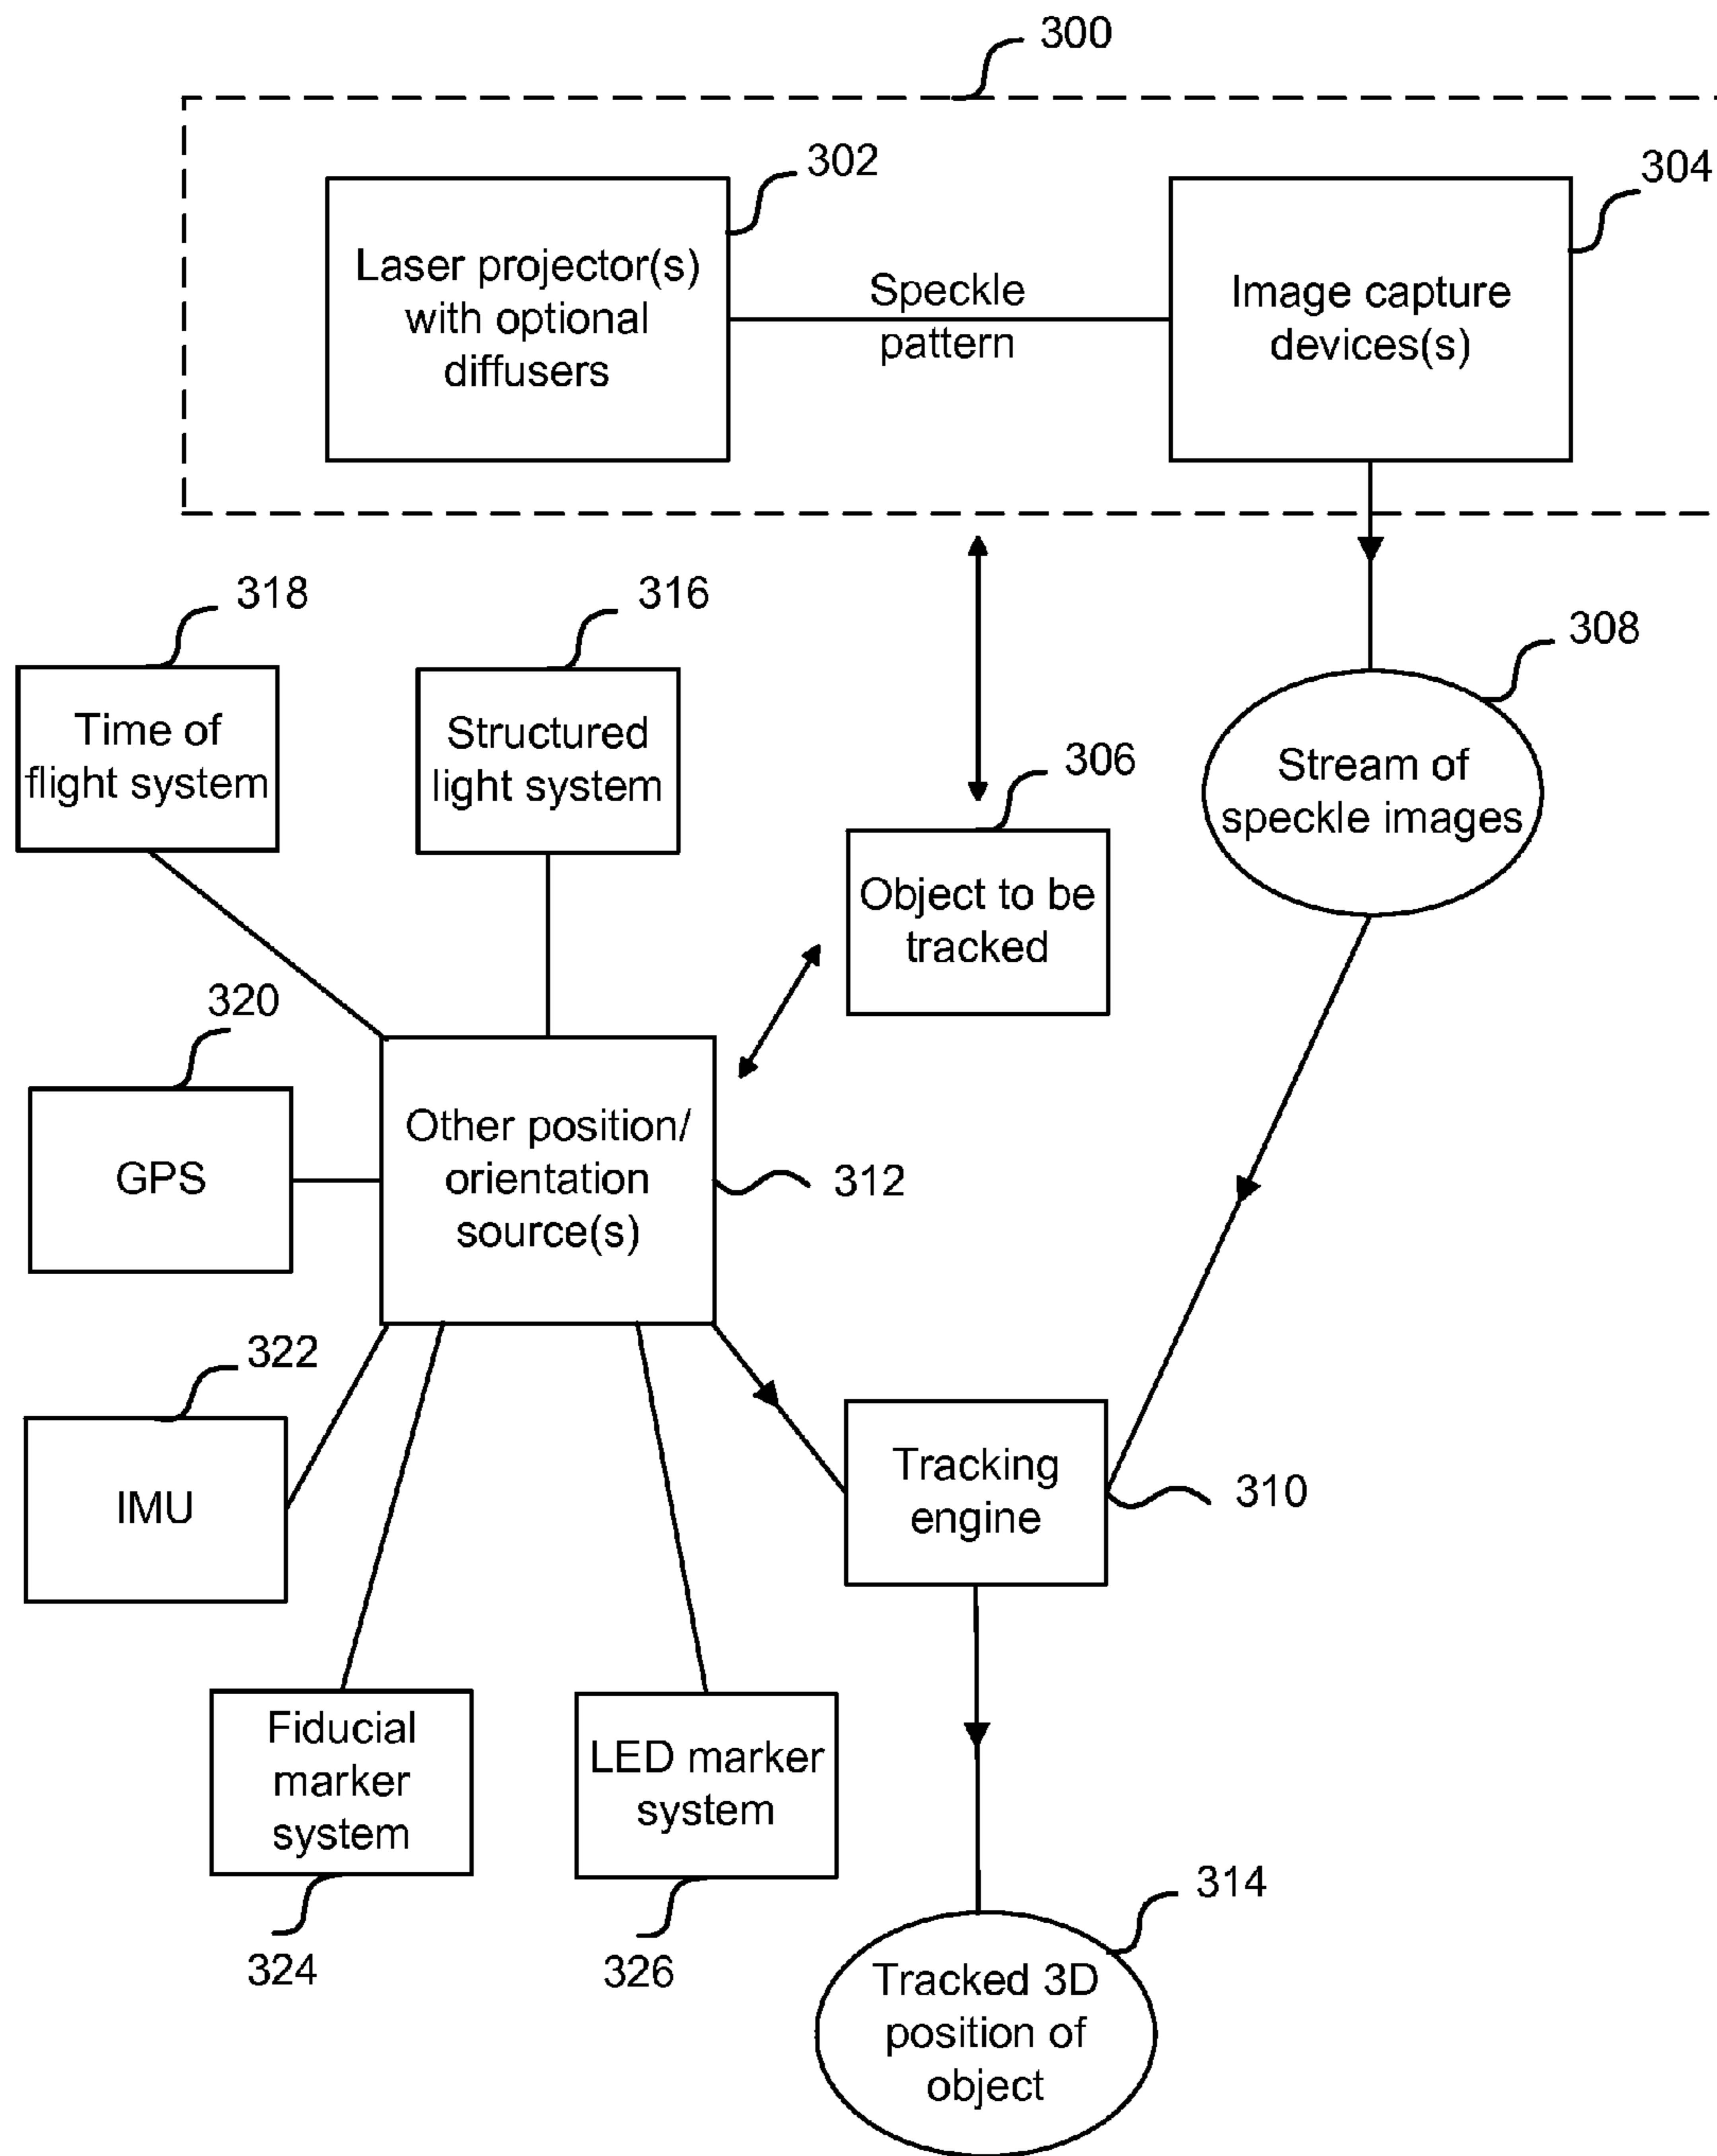 300
302
304
Laser projector(s)
with optional
diffusers
Speckle
pattern
Image capture
devices(s)
318
316
308
Time of
flight system
Structured
light system
306
Stream of
speckle images
Object to be
tracked
320
GPS
Other position/
orientation
source(s)
312
322
IMU
Tracking
engine
310
Fiducial
marker
system
LED marker
system
324
326
314
Tracked 3D
position of
object